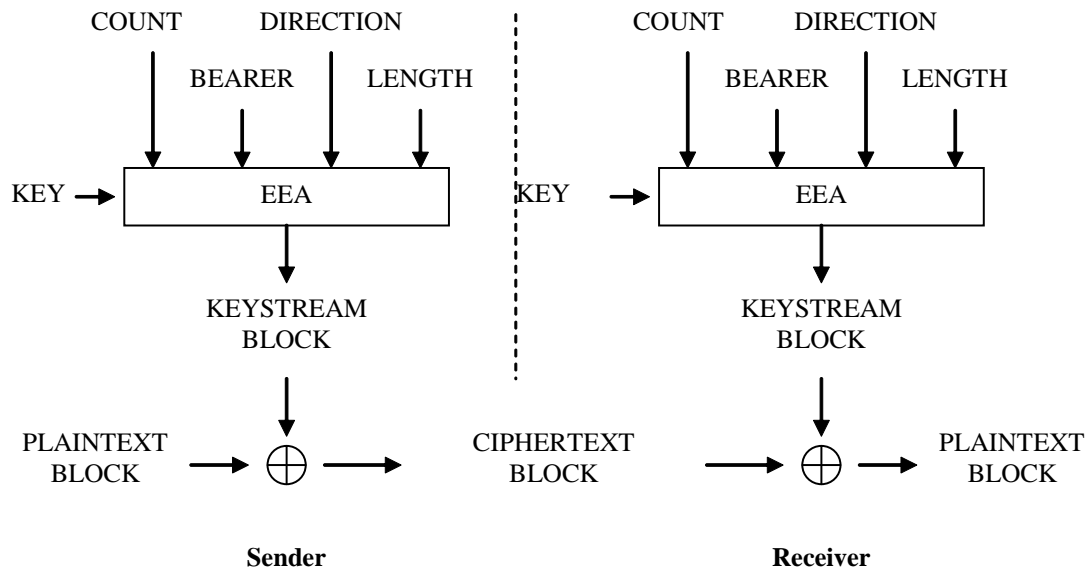 COUNT DIRECTION COUNT DIRECTION
BEARER LENGTH BEARER LENGTH
KEY EEA KEY EEA
KEYSTREAM KEYSTREAM
BLOCK BLOCK
PLAINTEXT CIPHERTEXT PLAINTEXT
BLOCK BLOCK BLOCK
Sender Receiver